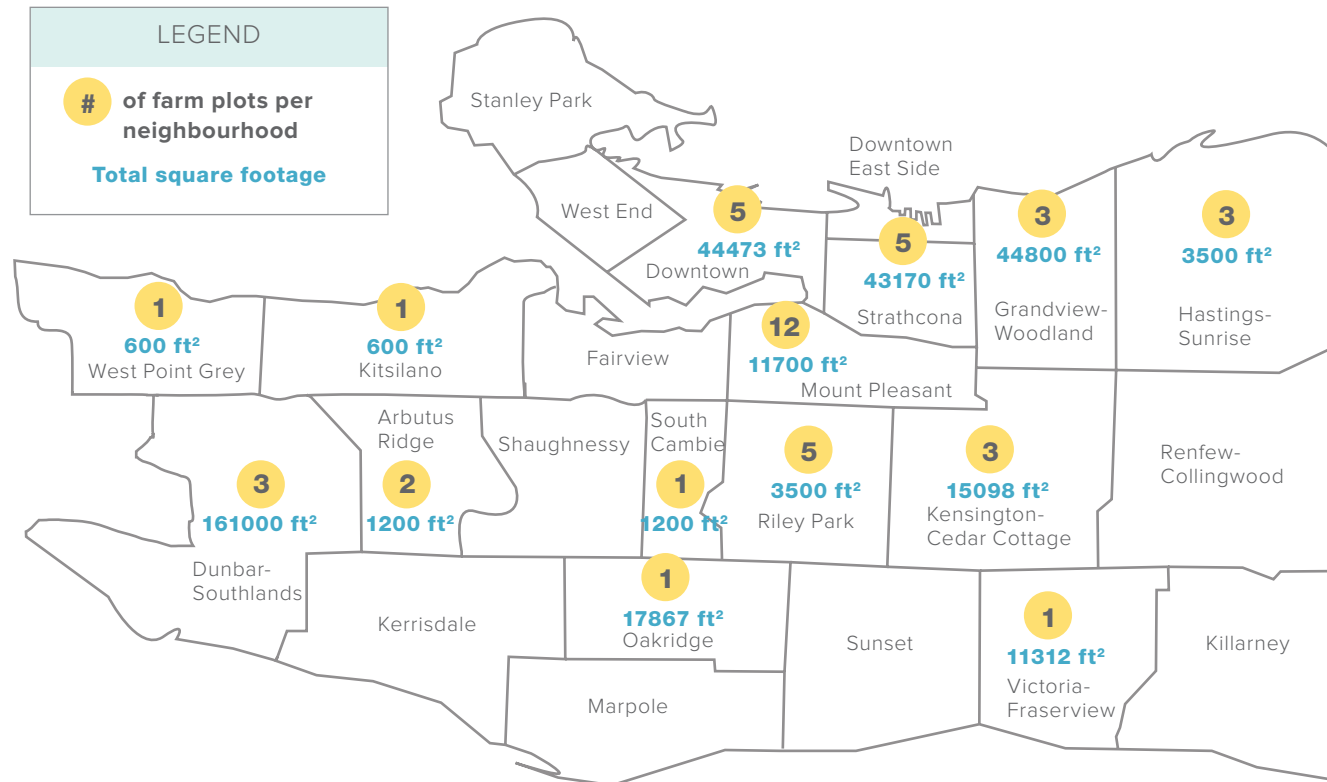 LEGEND
#
of farm plots per
neighbourhood
Total square footage
Stanley Park
West End
5
44473 ft²
Downtown
Downtown
East Side
5
43170 ft²
Strathcona
3
44800 ft²
Grandview-
Woodland
3
3500 ft²
Hastings-
Sunrise
1
600 ft²
West Point Grey
1
600 ft²
Kitsilano
Fairview
12
11700 ft²
Mount Pleasant
3
161000 ft²
Dunbar-
Southlands
Arbutus
Ridge
2
1200 ft²
Shaughnessy
South
Cambie
1
1200 ft²
5
3500 ft²
Riley Park
3
15098 ft²
Kensington-
Cedar Cottage
Renfew-
Collingwood
Kerrisdale
1
17867 ft²
Oakridge
Marpole
Sunset
1
11312 ft²
Victoria-
Fraserview
Killarney